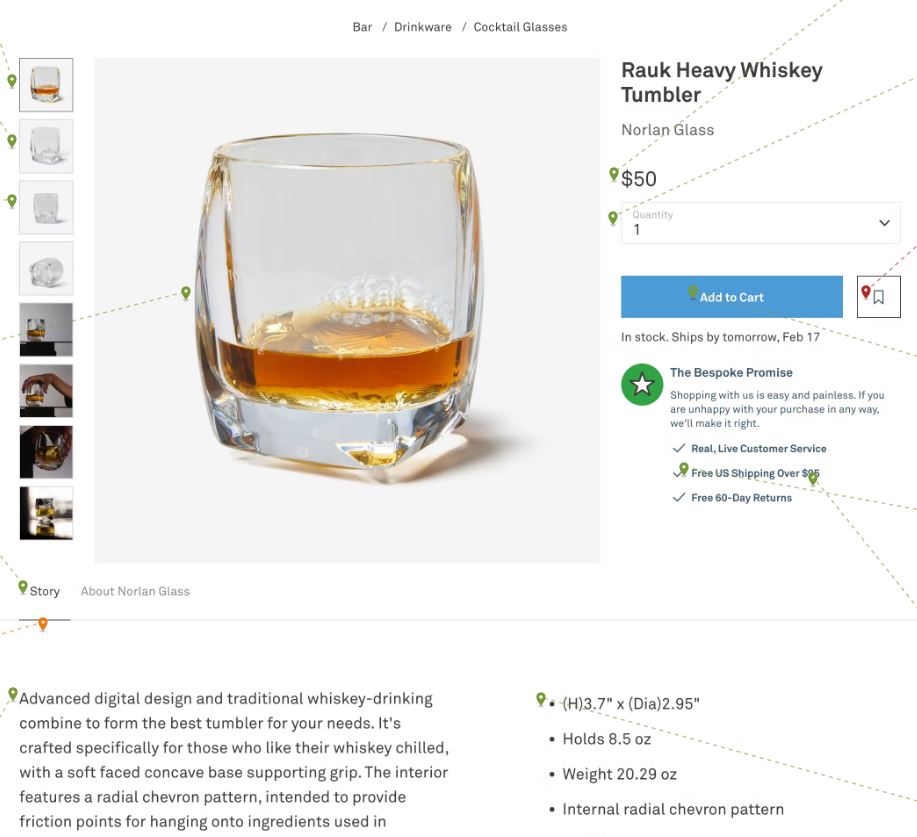 Bar / Drinkware / Cocktail Glasses
Rauk Heavy Whiskey
Tumbler
Norlan Glass
$50
Quantity
1
Add to Cart
In stock. Ships by tomorrow, Feb 17
The Bespoke Promise
Shopping with us is easy and painless. If you
are unhappy with your purchase in any way,
we'll make it right.
Real, Live Customer Service
Free US Shipping Over $95
Free 60-Day Returns
Story
About Norlan Glass
Advanced digital design and traditional whiskey-drinking
combine to form the best tumbler for your needs. It's
crafted specifically for those who like their whiskey chilled,
with a soft faced concave base supporting grip. The interior
features a radial chevron pattern, intended to provide
friction points for hanging onto ingredients used in
• (H)3.7" x (Dia)2.95"
• Holds 8.5 oz
• Weight 20.29 oz
• Internal radial chevron pattern